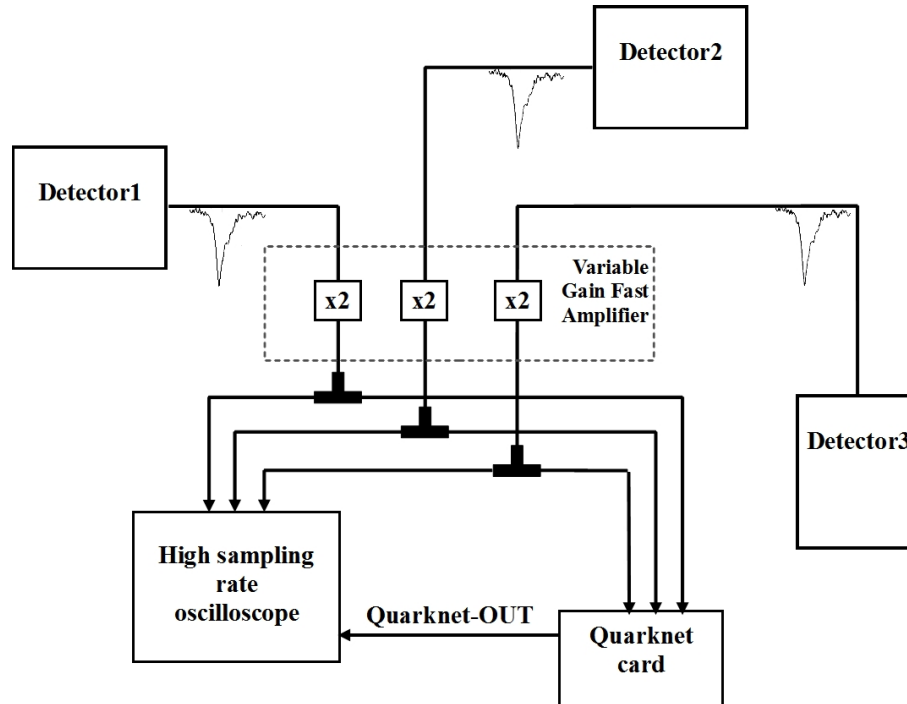 Detector2
Detector1
Variable
Gain Fast
Amplifier
x2
x2
x2
Detector3
High sampling
rate
oscilloscope
Quarknet-OUT
Quarknet
card